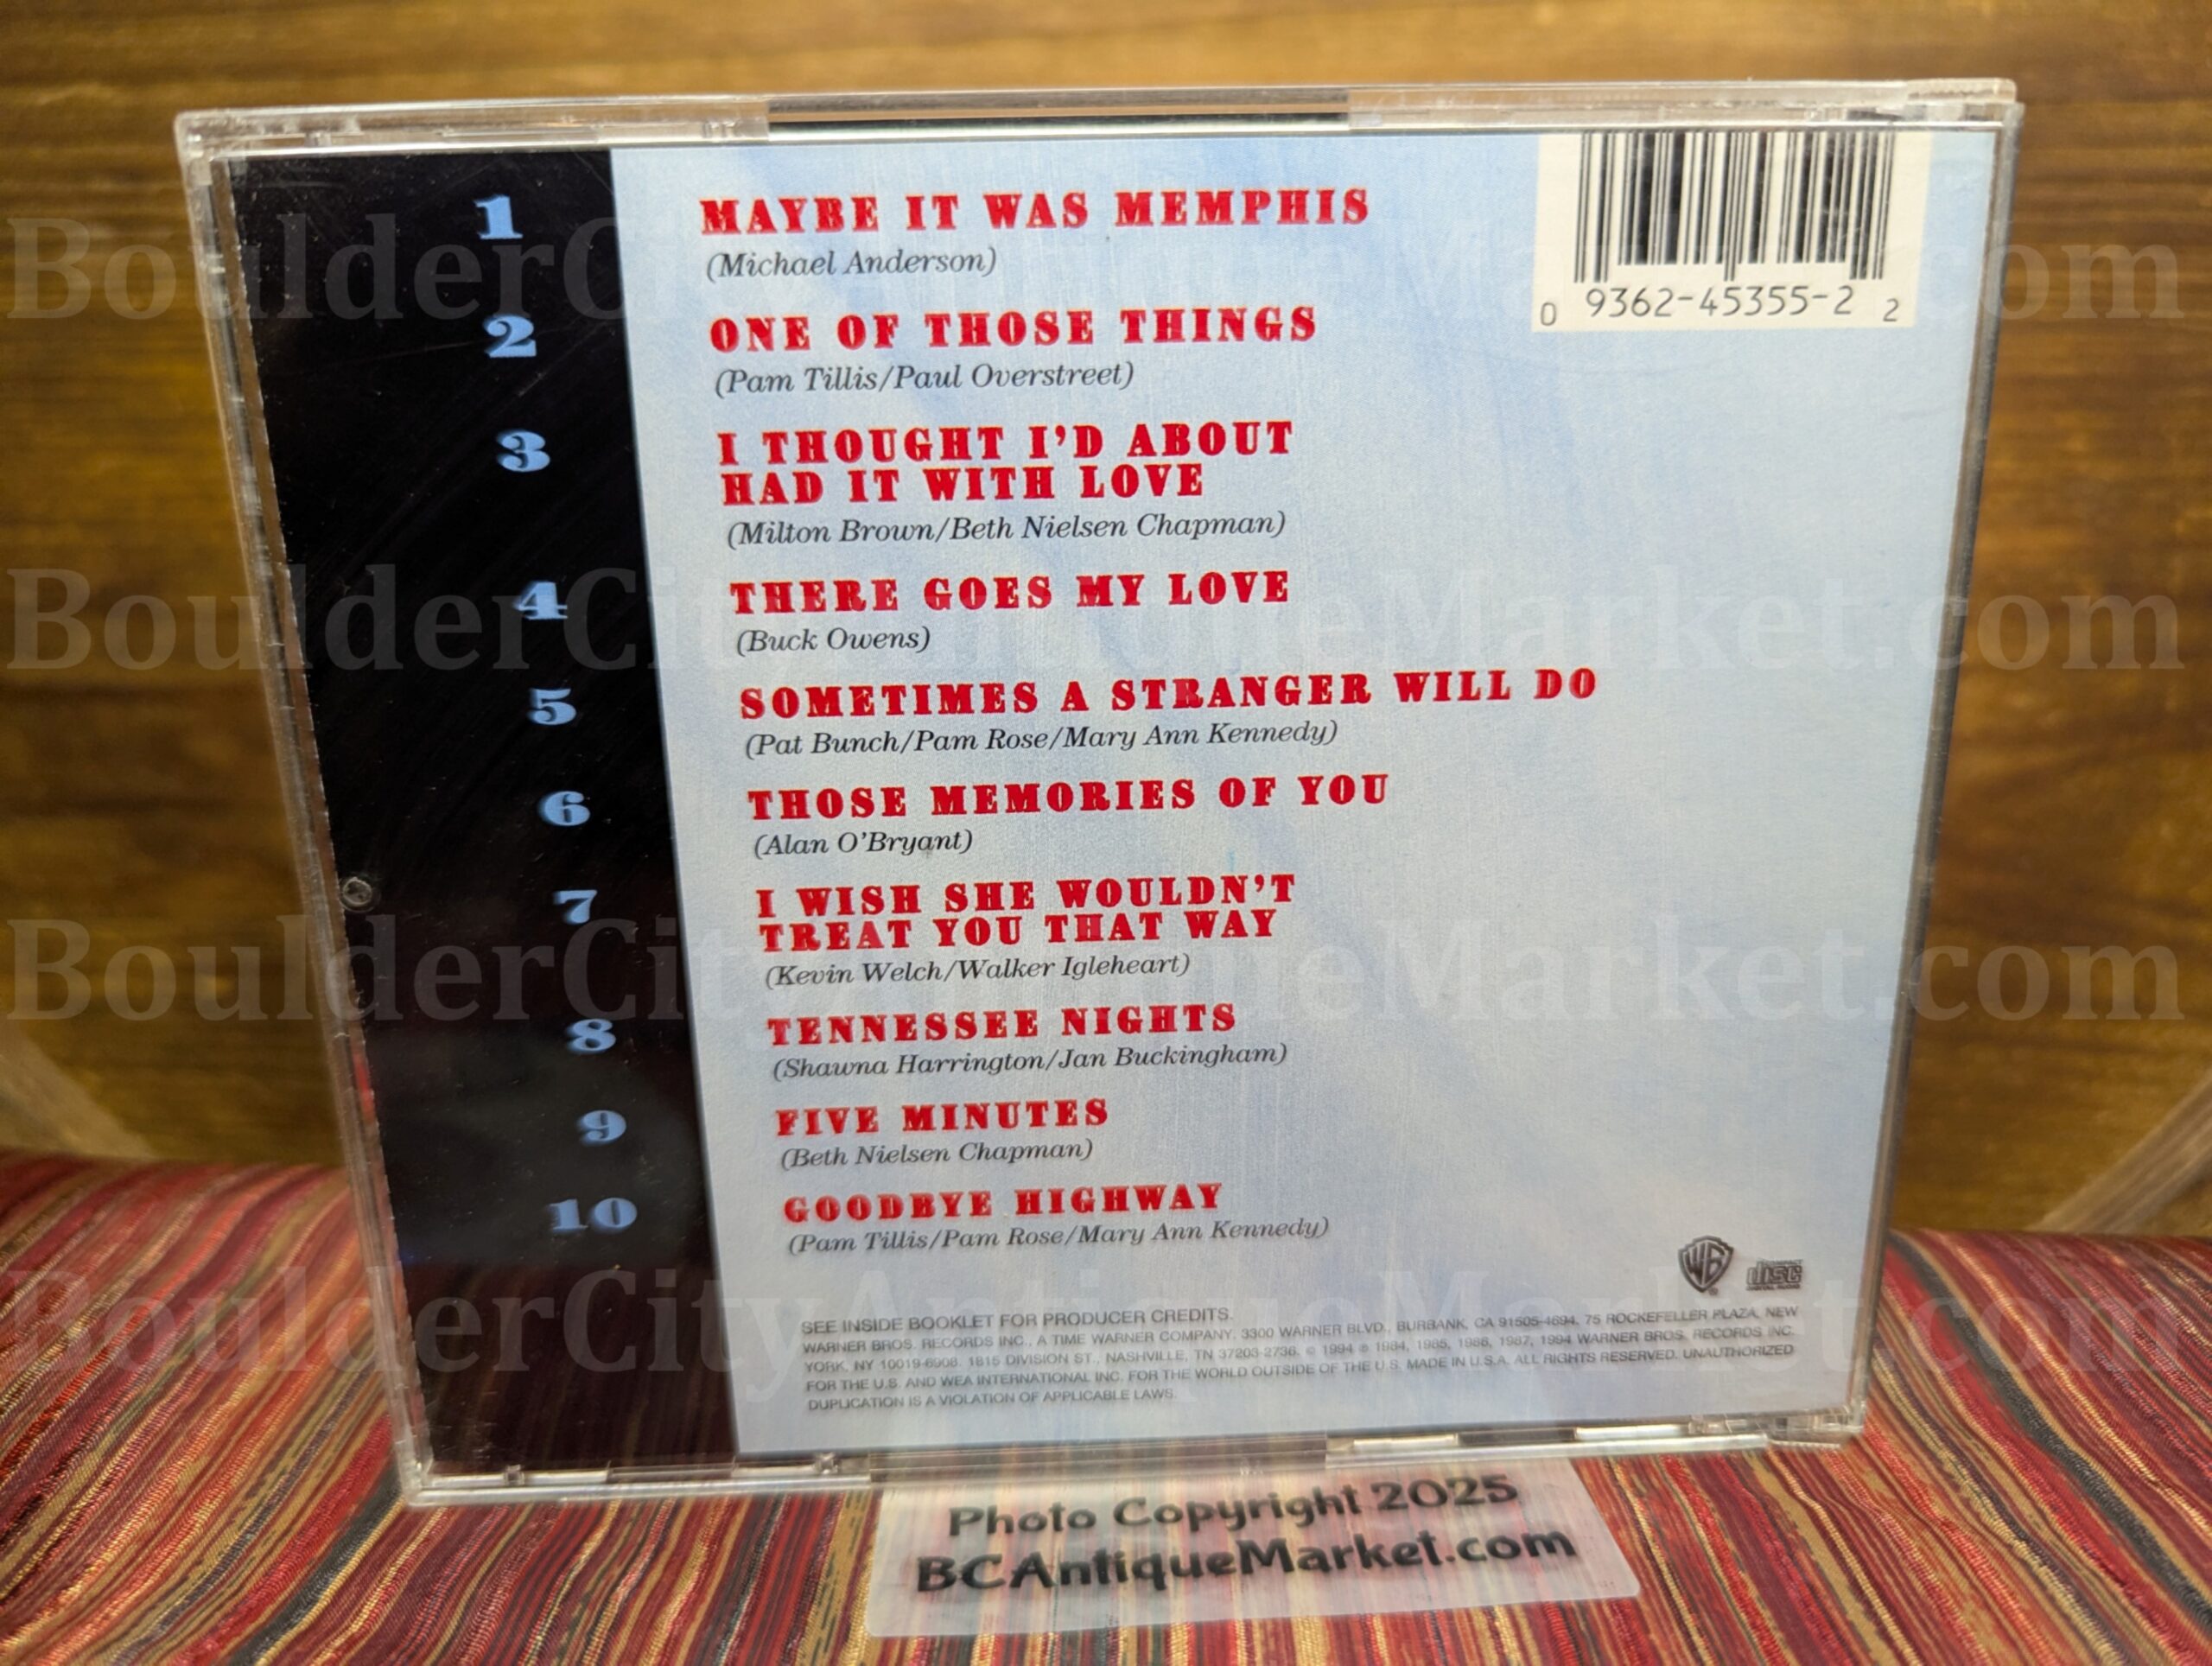 1 MAYBE IT WAS MEMPHIS
(Michael Anderson)
2 ONE OF THOSE THINGS
(Pam Tillis/Paul Overstreet)
3 I THOUGHT I'D ABOUT
HAD IT WITH LOVE
(Milton Brown/Beth Nielsen Chapman)
4 THERE GOES MY LOVE
(Buck Owens)
5 SOMETIMES A STRANGER WILL DO
(Pat Bunch/Pam Rose/Mary Ann Kennedy)
6 THOSE MEMORIES OF YOU
(Alan O'Bryant)
7 I WISH SHE WOULDN'T
TREAT YOU THAT WAY
(Kevin Welch/Walker Igleheart)
8 TENNESSEE NIGHTS
(Shawna Harrington/Jan Buckingham)
9 FIVE MINUTES
(Beth Nielsen Chapman)
10 GOODBYE HIGHWAY
(Pam Tillis/Pam Rose/Mary Ann Kennedy)
0 9362-45355-2 2
WB
COMPACT
disc
DIGITAL AUDIO
SEE INSIDE BOOKLET FOR PRODUCER CREDITS.
WARNER BROS. RECORDS INC., A TIME WARNER COMPANY. 3300 WARNER BLVD., BURBANK, CA 91505-4694. 75 ROCKEFELLER PLAZA, NEW
YORK, NY 10019-6908. 1815 DIVISION ST., NASHVILLE, TN 37203-2736. © 1994 ℗ 1984, 1985, 1986, 1987, 1994 WARNER BROS. RECORDS INC.
FOR THE U.S. AND WEA INTERNATIONAL INC. FOR THE WORLD OUTSIDE OF THE U.S. MADE IN U.S.A. ALL RIGHTS RESERVED. UNAUTHORIZED
DUPLICATION IS A VIOLATION OF APPLICABLE LAWS.
Photo Copyright 2025
BCAntiqueMarket.com
BoulderCityAntiqueMarket.com
BoulderCityAntiqueMarket.com
BoulderCityAntiqueMarket.com
BoulderCityAntiqueMarket.com